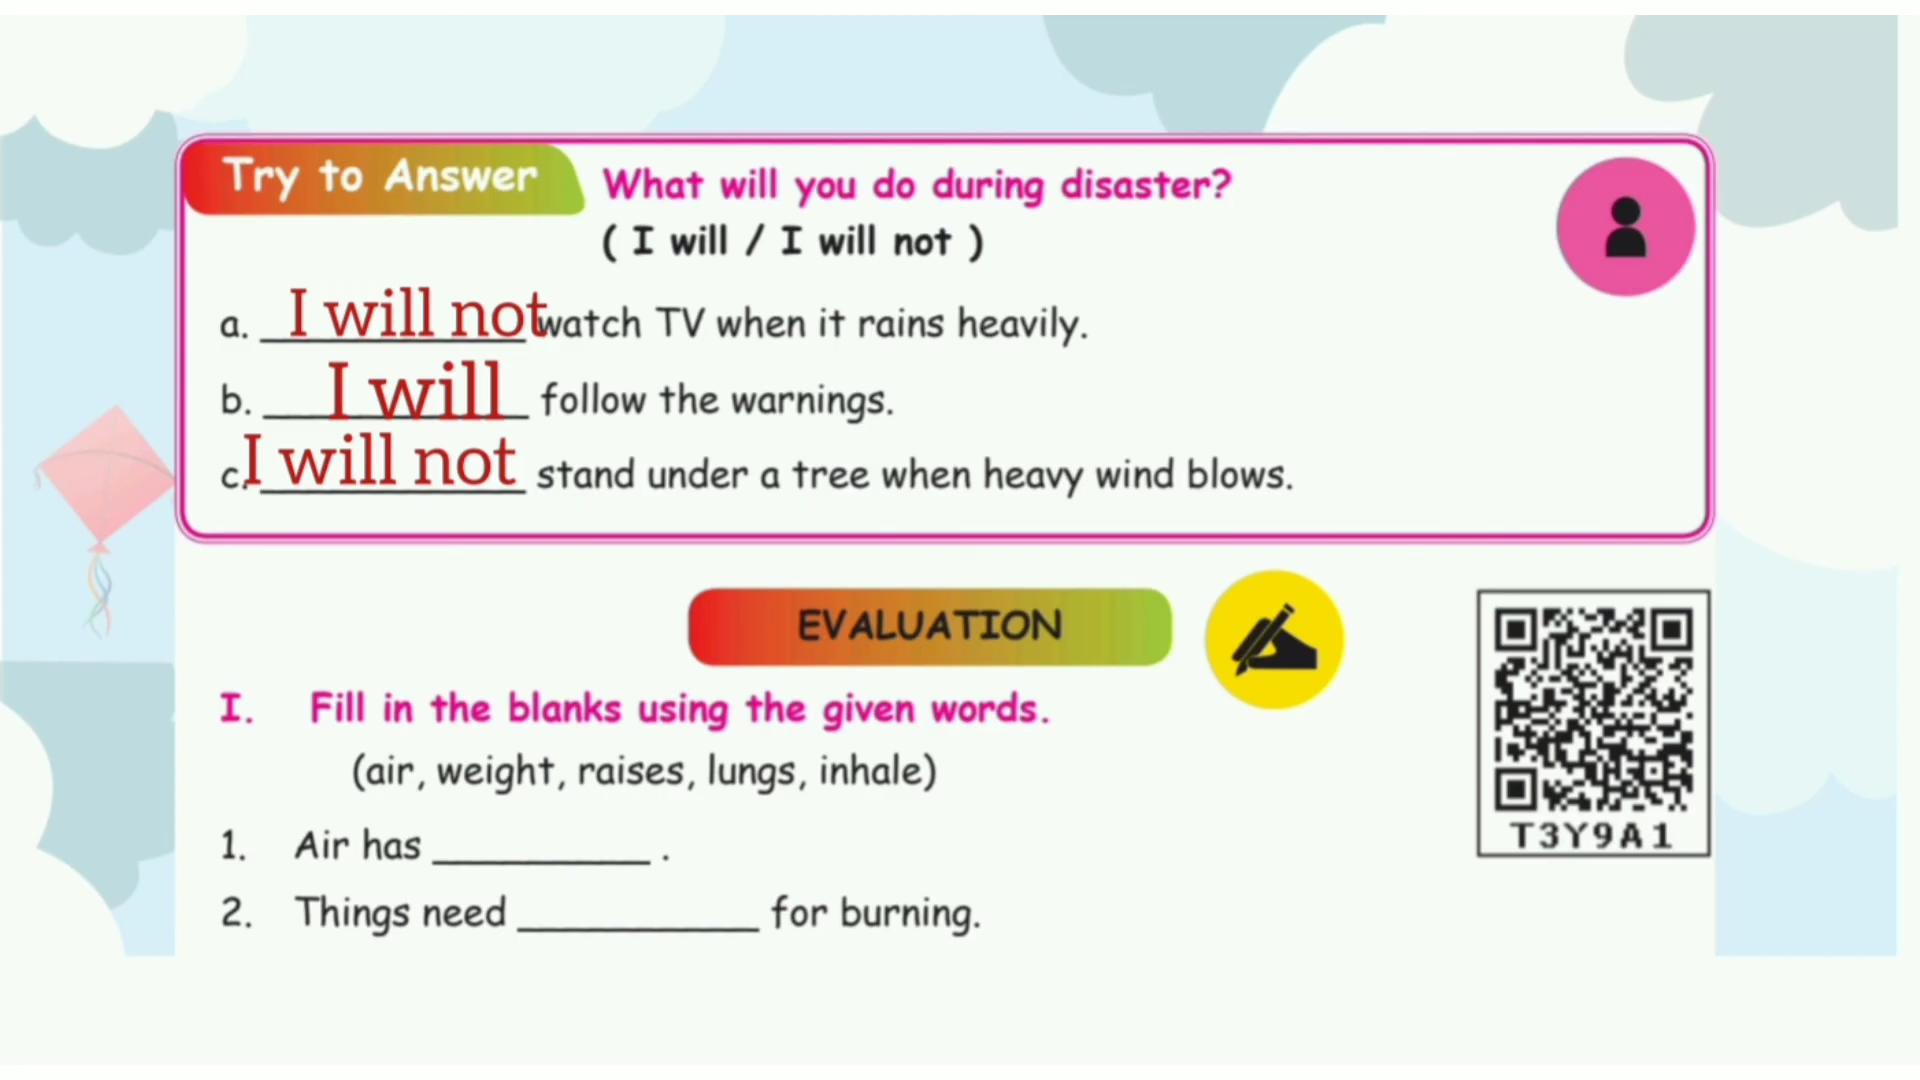 Try to Answer What will you do during disaster?
( I will / I will not )
a. I will not watch TV when it rains heavily.
b. I will follow the warnings.
c. I will not stand under a tree when heavy wind blows.
EVALUATION
I. Fill in the blanks using the given words.
(air, weight, raises, lungs, inhale)
1. Air has __________ .
2. Things need ___________ for burning.
T3Y9A1